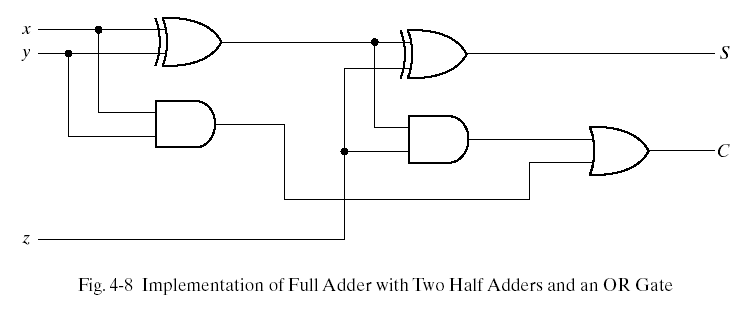 x
y
S
C
z
Fig. 4-8 Implementation of Full Adder with Two Half Adders and an OR Gate